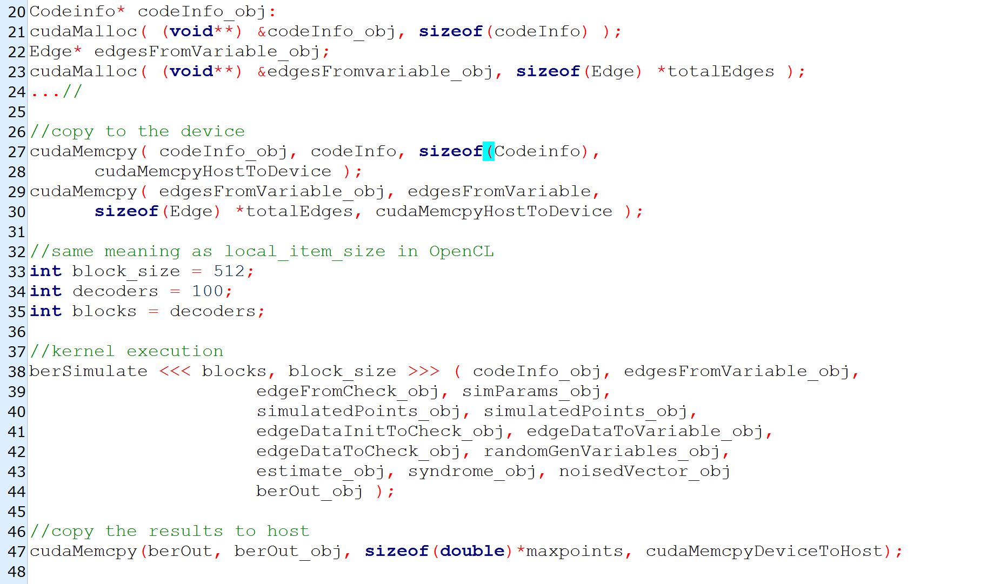 20 Codeinfo* codeInfo_obj:
21 cudaMalloc( (void**) &codeInfo_obj, sizeof(codeInfo) );
22 Edge* edgesFromVariable_obj;
23 cudaMalloc( (void**) &edgesFromvariable_obj, sizeof(Edge) *totalEdges );
24 ...//
25
26 //copy to the device
27 cudaMemcpy( codeInfo_obj, codeInfo, sizeof(Codeinfo),
28 cudaMemcpyHostToDevice );
29 cudaMemcpy( edgesFromVariable_obj, edgesFromVariable,
30 sizeof(Edge) *totalEdges, cudaMemcpyHostToDevice );
31
32 //same meaning as local_item_size in OpenCL
33 int block_size = 512;
34 int decoders = 100;
35 int blocks = decoders;
36
37 //kernel execution
38 berSimulate <<< blocks, block_size >>> ( codeInfo_obj, edgesFromVariable_obj,
39 edgeFromCheck_obj, simParams_obj,
40 simulatedPoints_obj, simulatedPoints_obj,
41 edgeDataInitToCheck_obj, edgeDataToVariable_obj,
42 edgeDataToCheck_obj, randomGenVariables_obj,
43 estimate_obj, syndrome_obj, noisedVector_obj
44 berOut_obj );
45
46 //copy the results to host
47 cudaMemcpy(berOut, berOut_obj, sizeof(double)*maxpoints, cudaMemcpyDeviceToHost);
48